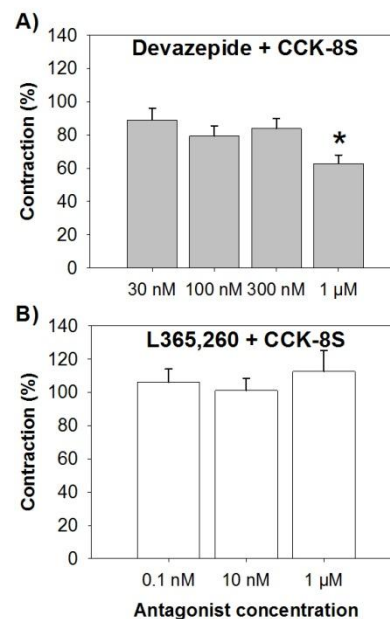 A)
Devazepide + CCK-8S
Contraction (%)
140
120
100
80
60
40
20
0
*
30 nM 100 nM 300 nM 1 µM
B)
L365,260 + CCK-8S
Contraction (%)
140
120
100
80
60
40
20
0
0.1 nM 10 nM 1 µM
Antagonist concentration